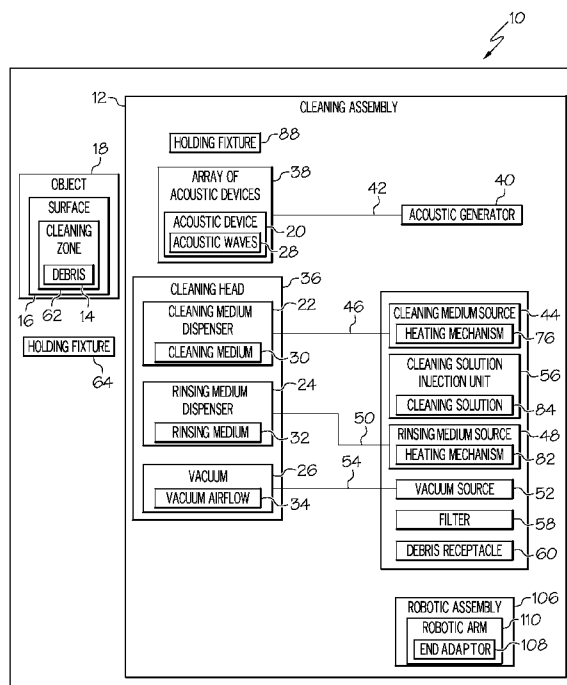 10
12
CLEANING ASSEMBLY
HOLDING FIXTURE
88
18
OBJECT
SURFACE
CLEANING
ZONE
DEBRIS
16
62
14
HOLDING FIXTURE
64
38
ARRAY OF
ACOUSTIC DEVICES
ACOUSTIC DEVICE
20
ACOUSTIC WAVES
28
42
40
ACOUSTIC GENERATOR
36
CLEANING HEAD
22
CLEANING MEDIUM
DISPENSER
CLEANING MEDIUM
30
24
RINSING MEDIUM
DISPENSER
RINSING MEDIUM
32
26
VACUUM
VACUUM AIRFLOW
34
46
50
54
CLEANING MEDIUM SOURCE
44
HEATING MECHANISM
76
CLEANING SOLUTION
INJECTION UNIT
56
CLEANING SOLUTION
84
RINSING MEDIUM SOURCE
48
HEATING MECHANISM
82
VACUUM SOURCE
52
FILTER
58
DEBRIS RECEPTACLE
60
ROBOTIC ASSEMBLY
106
ROBOTIC ARM
110
END ADAPTOR
108